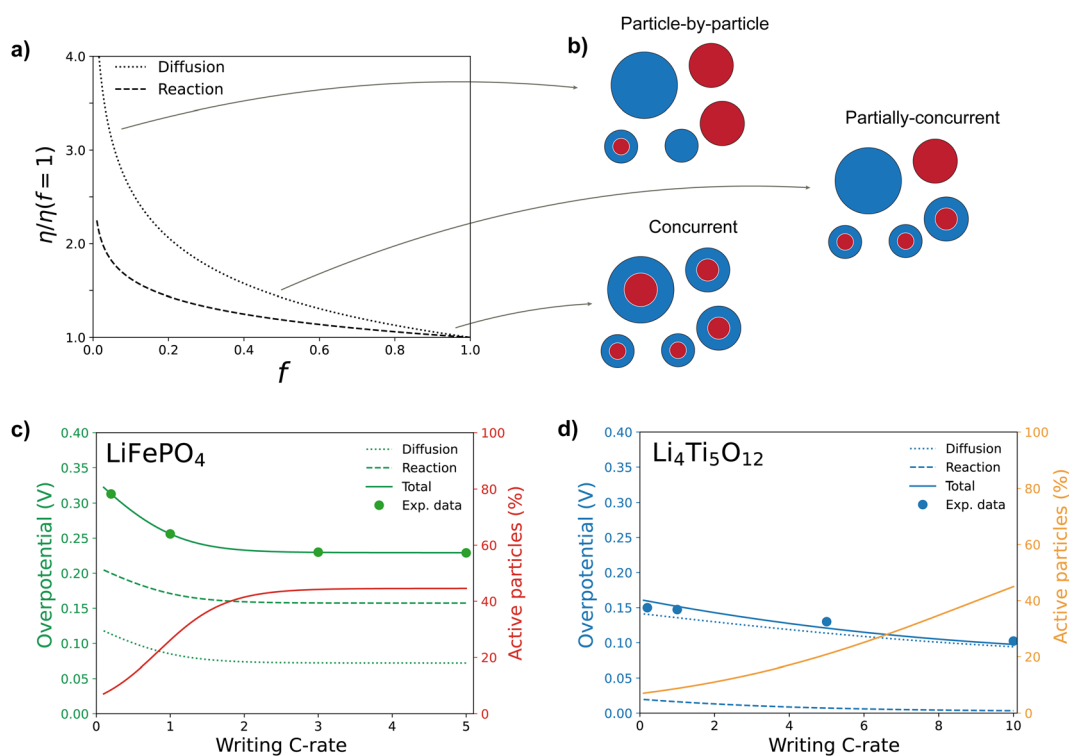 a)
4.0
3.0
2.0
1.0
0.0
0.2
0.4
0.6
0.8
1.0
η/η(f = 1)
f
Diffusion
Reaction
b)
Particle-by-particle
Partially-concurrent
Concurrent
c)
LiFePO₄
Diffusion
Reaction
Total
Exp. data
Overpotential (V)
0.40
0.35
0.30
0.25
0.20
0.15
0.10
0.05
0.00
Active particles (%)
100
80
60
40
20
0
0
1
2
3
4
5
Writing C-rate
d)
Li₄Ti₅O₁₂
Diffusion
Reaction
Total
Exp. data
Overpotential (V)
0.40
0.35
0.30
0.25
0.20
0.15
0.10
0.05
0.00
Active particles (%)
100
80
60
40
20
0
0
2
4
6
8
10
Writing C-rate